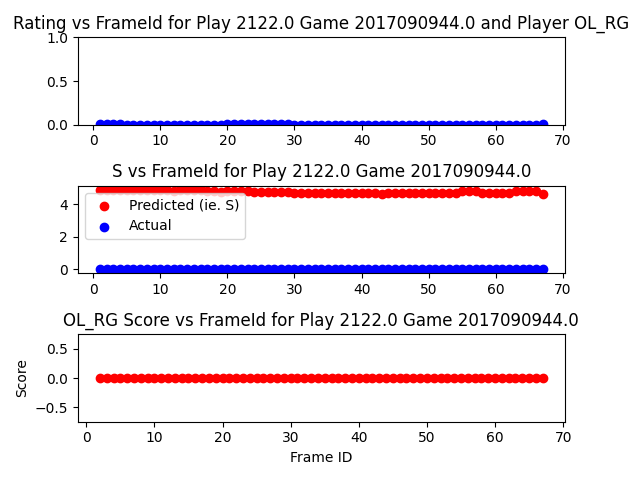 Rating vs FrameId for Play 2122.0 Game 2017090944.0 and Player OL_RG
1.0
0.5
0.0
0 10 20 30 40 50 60 70
S vs FrameId for Play 2122.0 Game 2017090944.0
4
2
0
Predicted (ie. S)
Actual
0 10 20 30 40 50 60 70
OL_RG Score vs FrameId for Play 2122.0 Game 2017090944.0
Score
0.5
0.0
−0.5
0 10 20 30 40 50 60 70
Frame ID